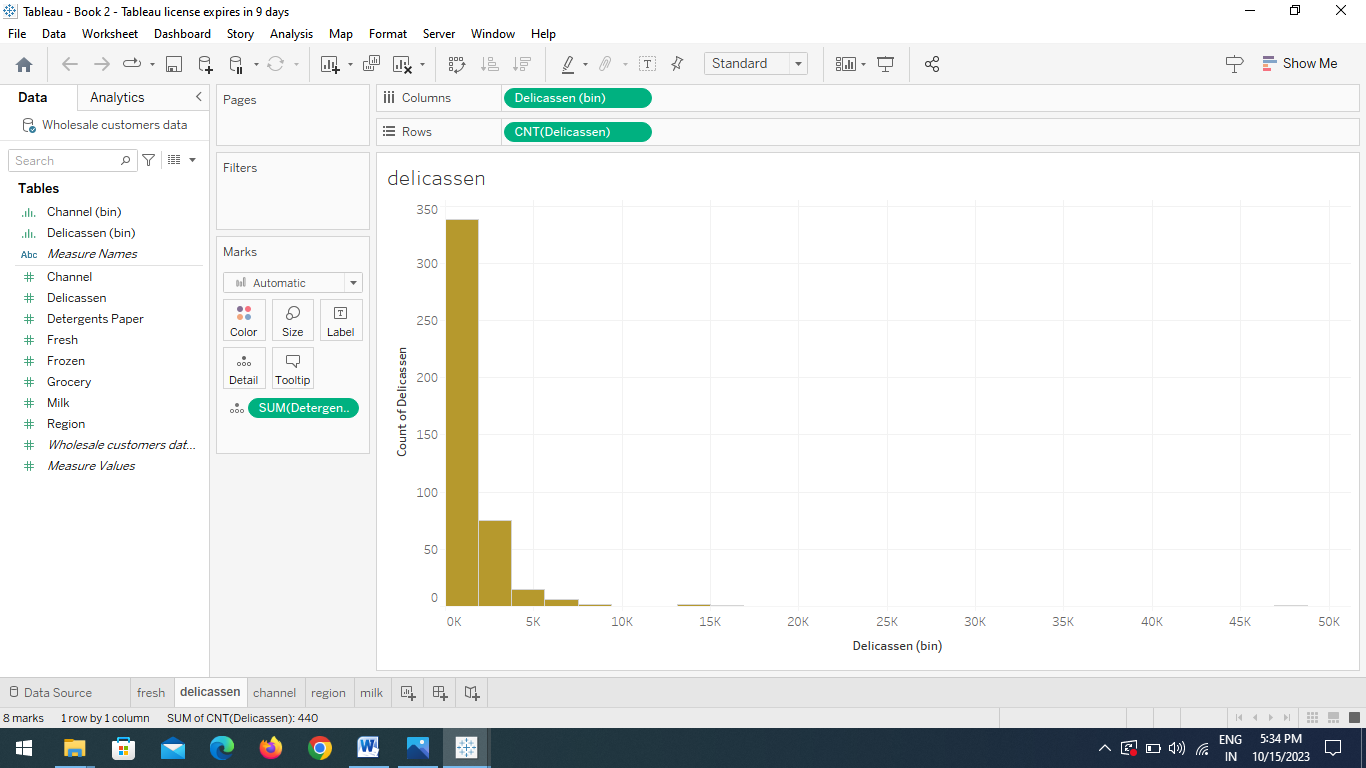 Tableau - Book 2 - Tableau license expires in 9 days
File Data Worksheet Dashboard Story Analysis Map Format Server Window Help
Standard Show Me
Data Analytics
Wholesale customers data
Search
Tables
Channel (bin)
Delicassen (bin)
Abc Measure Names
Channel
Delicassen
Detergents Paper
Fresh
Frozen
Grocery
Milk
Region
Wholesale customers dat...
Measure Values
Pages
Filters
Marks
Automatic
Color Size Label
Detail Tooltip
SUM(Detergen..
Columns Delicassen (bin)
Rows CNT(Delicassen)
delicassen
Count of Delicassen
350
300
250
200
150
100
50
0
0K 5K 10K 15K 20K 25K 30K 35K 40K 45K 50K
Delicassen (bin)
Data Source fresh delicassen channel region milk
8 marks 1 row by 1 column SUM of CNT(Delicassen): 440
ENG 5:34 PM
IN 10/15/2023